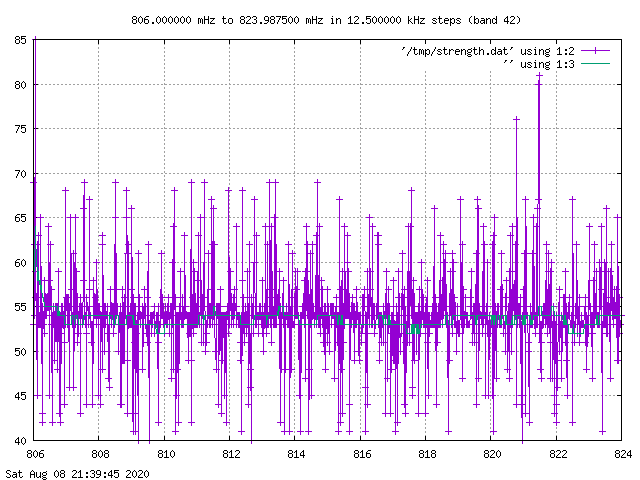 806.000000 mHz to 823.987500 mHz in 12.500000 kHz steps (band 42)
'/tmp/strength.dat' using 1:2
'' using 1:3
85
80
75
70
65
60
55
50
45
40
806 808 810 812 814 816 818 820 822 824
Sat Aug 08 21:39:45 2020